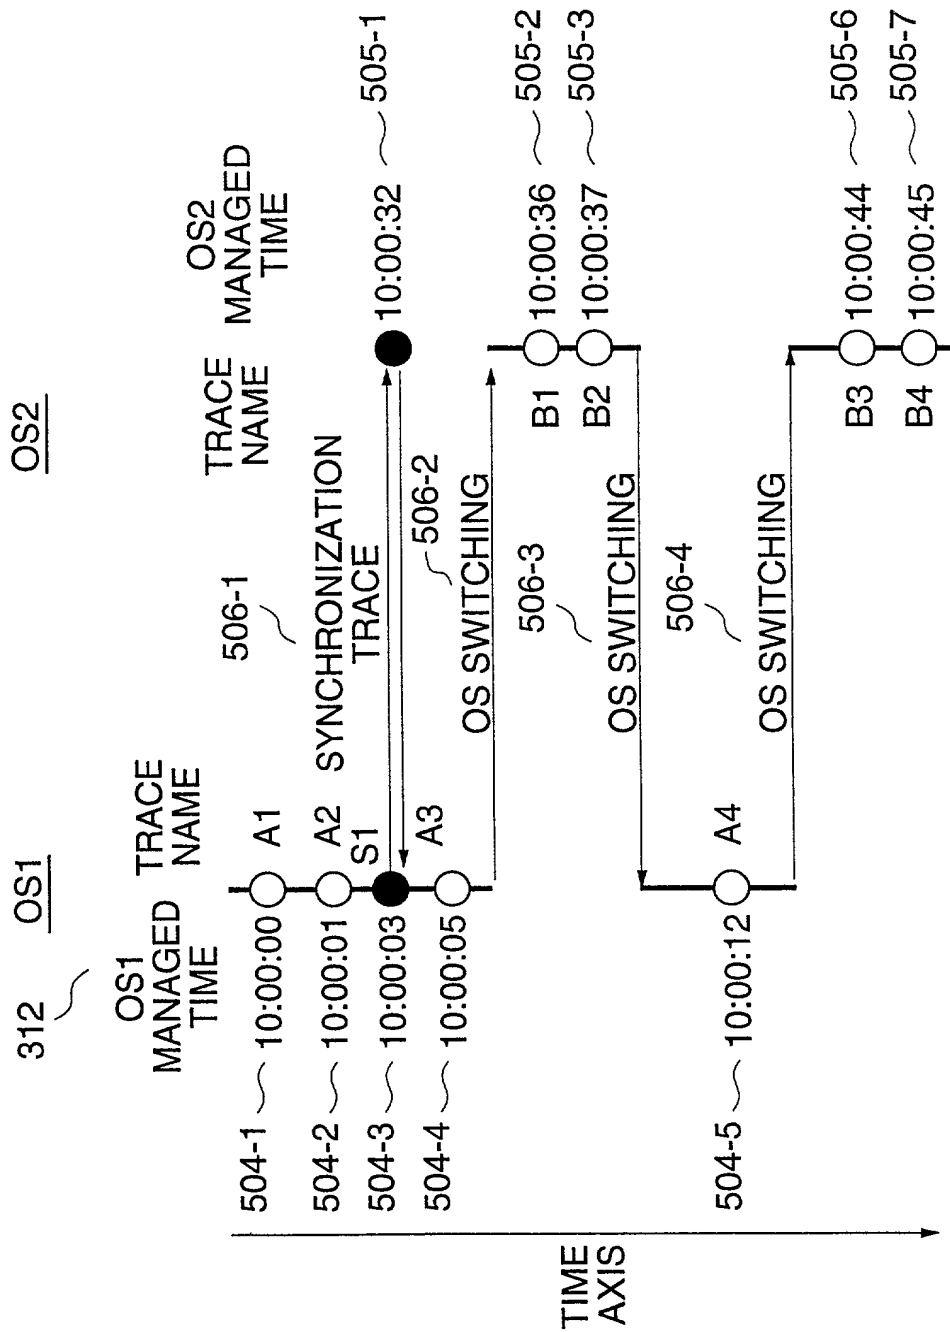 312
OS1
OS2
OS1
MANAGED
TIME
TRACE
NAME
TRACE
NAME
OS2
MANAGED
TIME
504-1
10:00:00
A1
506-1
504-2
10:00:01
A2
SYNCHRONIZATION
TRACE
S1
504-3
10:00:03
10:00:32
505-1
504-4
10:00:05
A3
506-2
OS SWITCHING
B1
10:00:36
505-2
506-3
B2
10:00:37
505-3
OS SWITCHING
506-4
504-5
10:00:12
A4
OS SWITCHING
B3
10:00:44
505-6
B4
10:00:45
505-7
TIME
AXIS